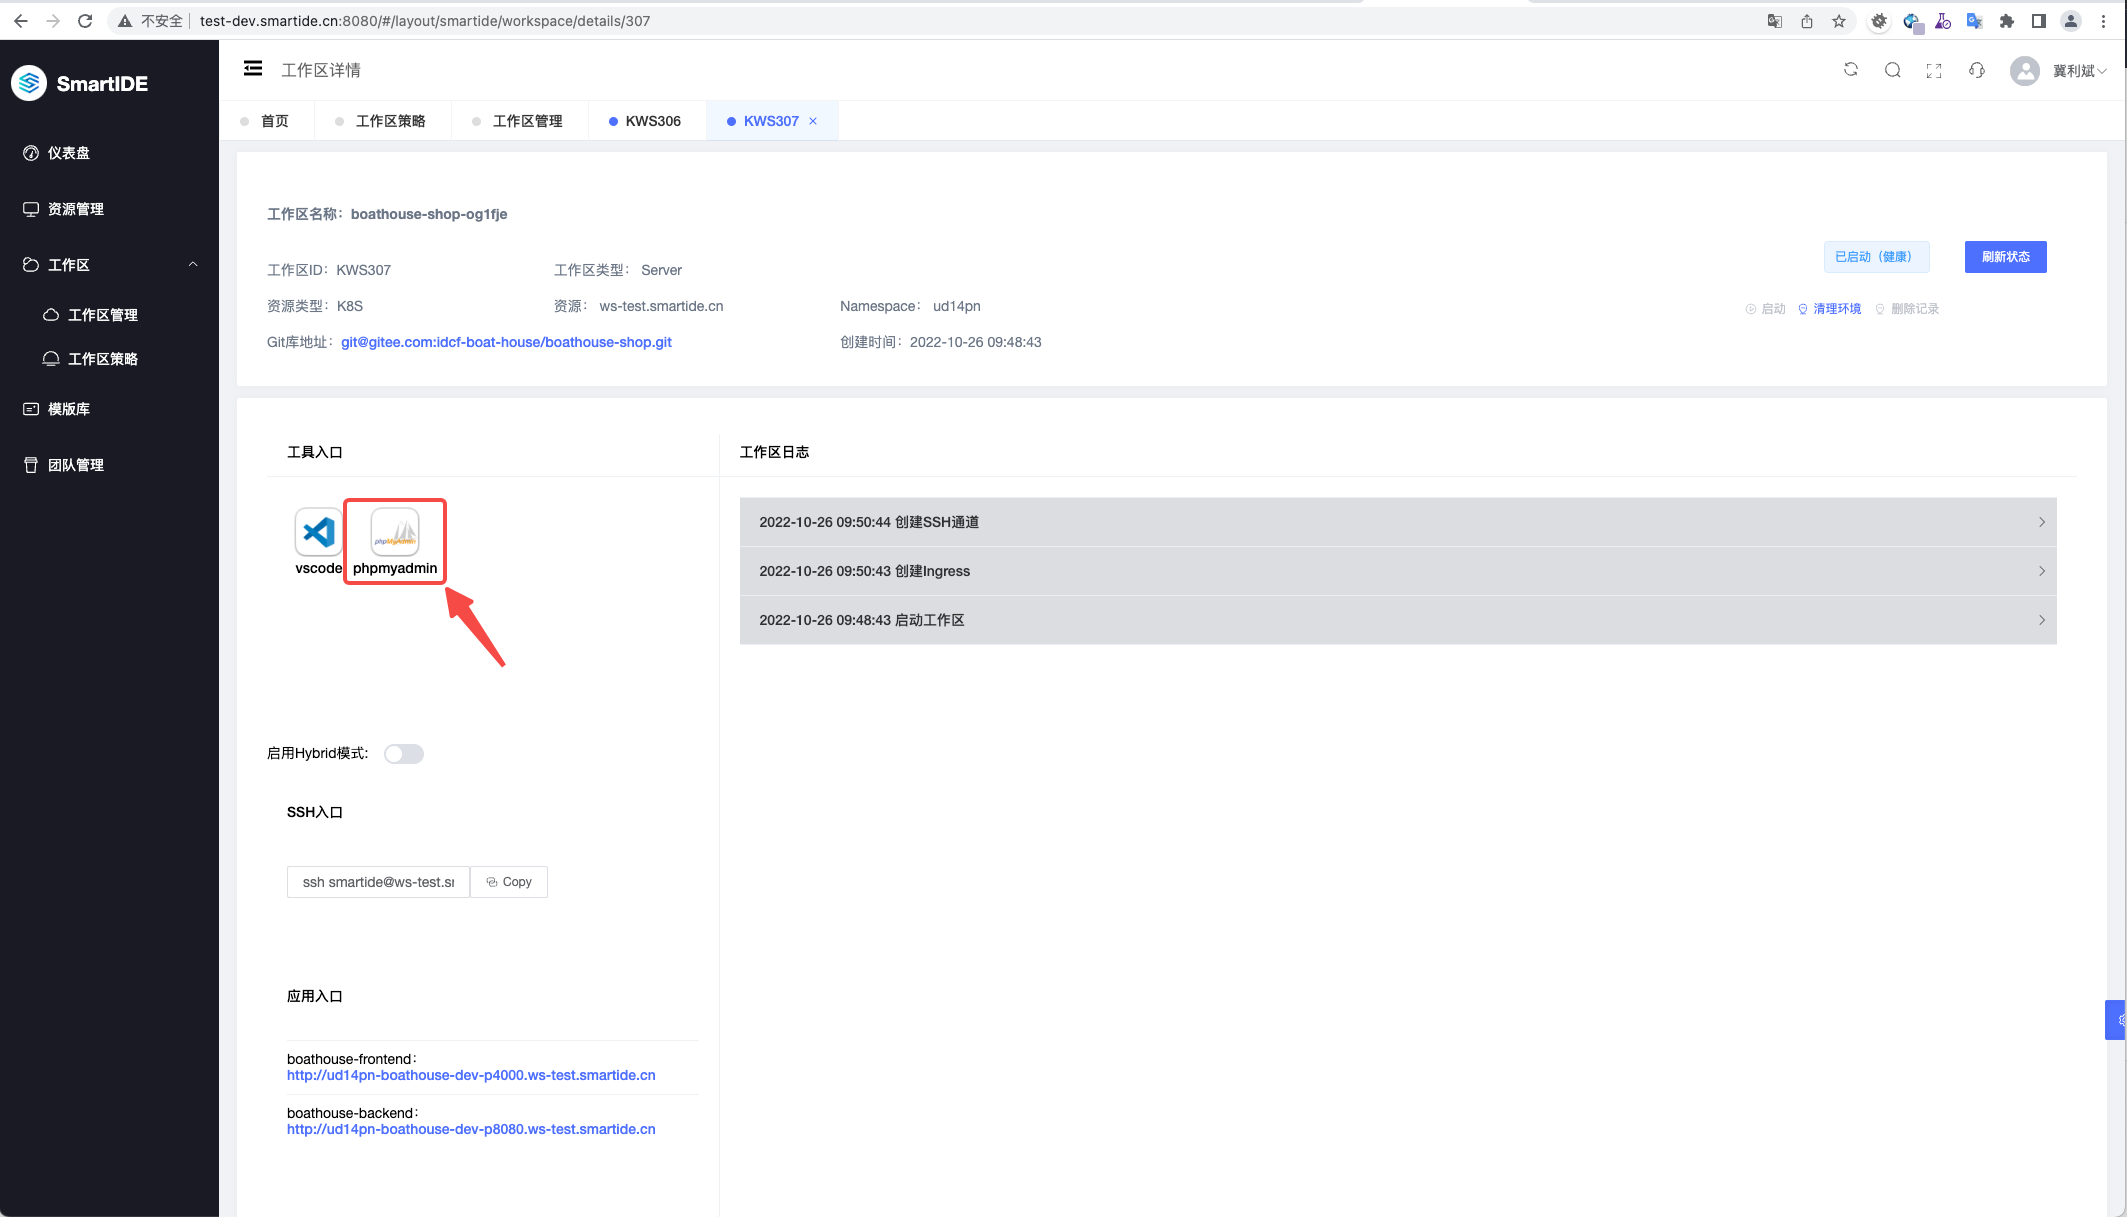 不安全
test-dev.smartide.cn:8080/#/layout/smartide/workspace/details/307
SmartIDE
工作区详情
冀利斌
首页
工作区策略
工作区管理
KWS306
KWS307
仪表盘
资源管理
工作区
工作区管理
工作区策略
模版库
团队管理
工作区名称：boathouse-shop-og1fje
工作区ID：KWS307
工作区类型：Server
已启动（健康）
刷新状态
资源类型：K8S
资源：ws-test.smartide.cn
Namespace：ud14pn
启动
清理环境
删除记录
Git库地址：git@gitee.com:idcf-boat-house/boathouse-shop.git
创建时间：2022-10-26 09:48:43
工具入口
vscode
phpMyAdmin
phpmyadmin
工作区日志
2022-10-26 09:50:44 创建SSH通道
2022-10-26 09:50:43 创建Ingress
2022-10-26 09:48:43 启动工作区
启用Hybrid模式:
SSH入口
ssh smartide@ws-test.sr
Copy
应用入口
boathouse-frontend：
http://ud14pn-boathouse-dev-p4000.ws-test.smartide.cn
boathouse-backend：
http://ud14pn-boathouse-dev-p8080.ws-test.smartide.cn